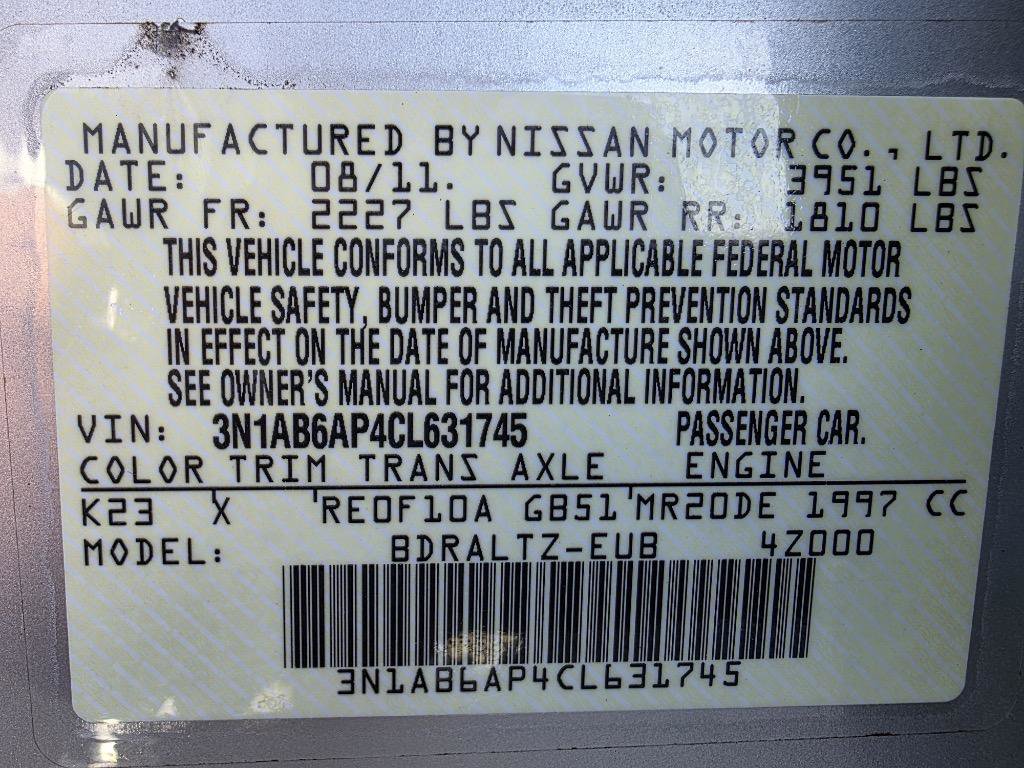 MANUFACTURED BY NISSAN MOTOR CO., LTD.
DATE: 08/11. GVWR: 3951 LBS
GAWR FR: 2227 LBS GAWR RR: 1810 LBS
THIS VEHICLE CONFORMS TO ALL APPLICABLE FEDERAL MOTOR
VEHICLE SAFETY, BUMPER AND THEFT PREVENTION STANDARDS
IN EFFECT ON THE DATE OF MANUFACTURE SHOWN ABOVE.
SEE OWNER'S MANUAL FOR ADDITIONAL INFORMATION.
VIN: 3N1AB6AP4CL631745 PASSENGER CAR.
COLOR TRIM TRANS AXLE ENGINE
K23 X RE0F10A GB51 MR20DE 1997 CC
MODEL: BDRALTZ-EUB 4Z000
3N1AB6AP4CL631745